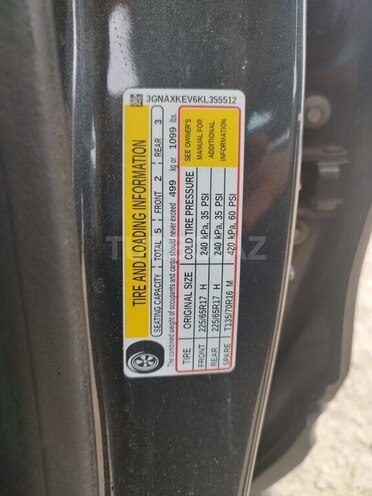 3GNAXKEV6KL355512
TIRE AND LOADING INFORMATION
SEATING CAPACITY TOTAL 5 FRONT 2 REAR 3
The combined weight of occupants and cargo should never exceed 499 kg or 1099 lbs.
TIRE ORIGINAL SIZE COLD TIRE PRESSURE
FRONT 225/65R17 H 240 kPa, 35 PSI
REAR 225/65R17 H 240 kPa, 35 PSI
SPARE T135/70R16 M 420 kPa, 60 PSI
SEE OWNER'S
MANUAL FOR
ADDITIONAL
INFORMATION